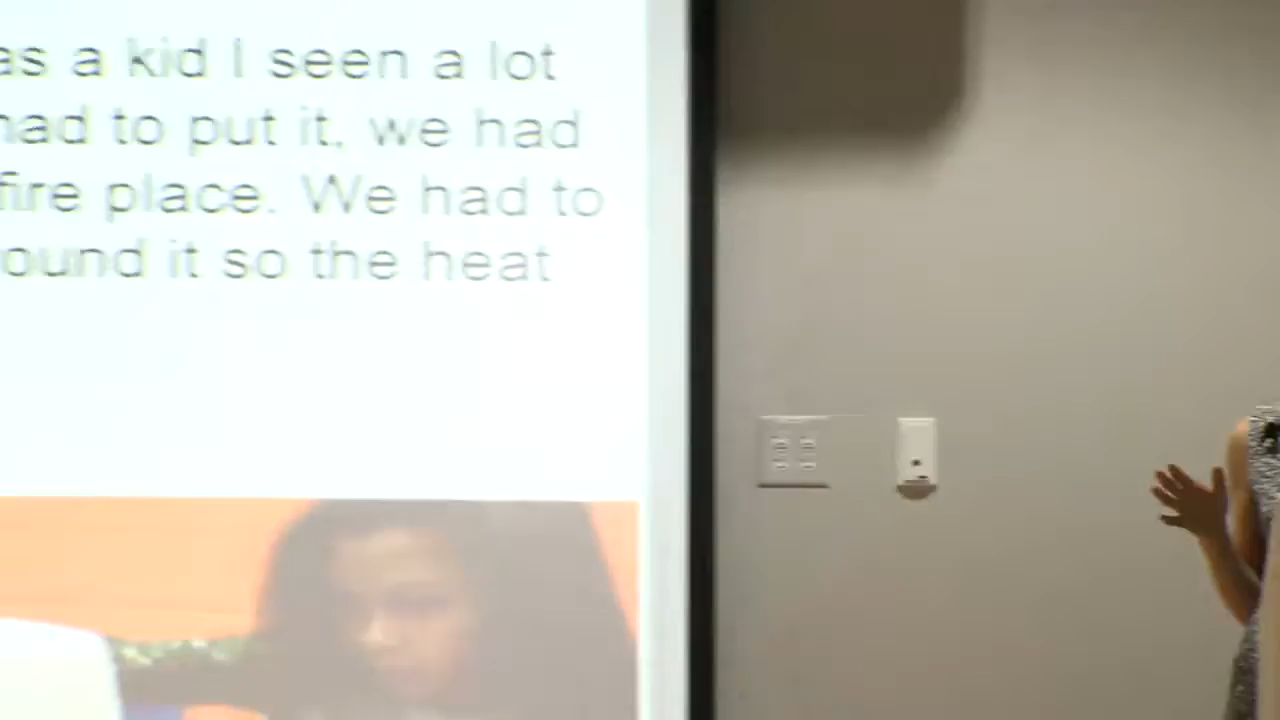 as a kid I seen a lot
had to put it, we had
fire place. We had to
ound it so the heat